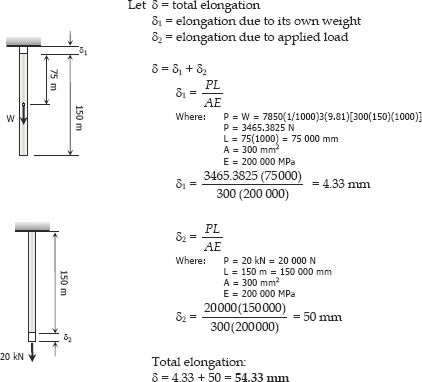 Let δ = total elongation
δ₁ = elongation due to its own weight
δ₂ = elongation due to applied load
δ = δ₁ + δ₂
δ₁ = PL / AE
Where: P = W = 7850(1/1000)3(9.81)[300(150)(1000)]
P = 3465.3825 N
L = 75(1000) = 75 000 mm
A = 300 mm²
E = 200 000 MPa
δ₁ = 3465.3825 (75000) / 300 (200 000) = 4.33 mm
δ₁
75 m
150 m
W
δ₂ = PL / AE
Where: P = 20 kN = 20 000 N
L = 150 m = 150 000 mm
A = 300 mm²
E = 200 000 MPa
δ₂ = 20000(150000) / 300(200000) = 50 mm
150 m
δ₂
20 kN
Total elongation:
δ = 4.33 + 50 = 54.33 mm